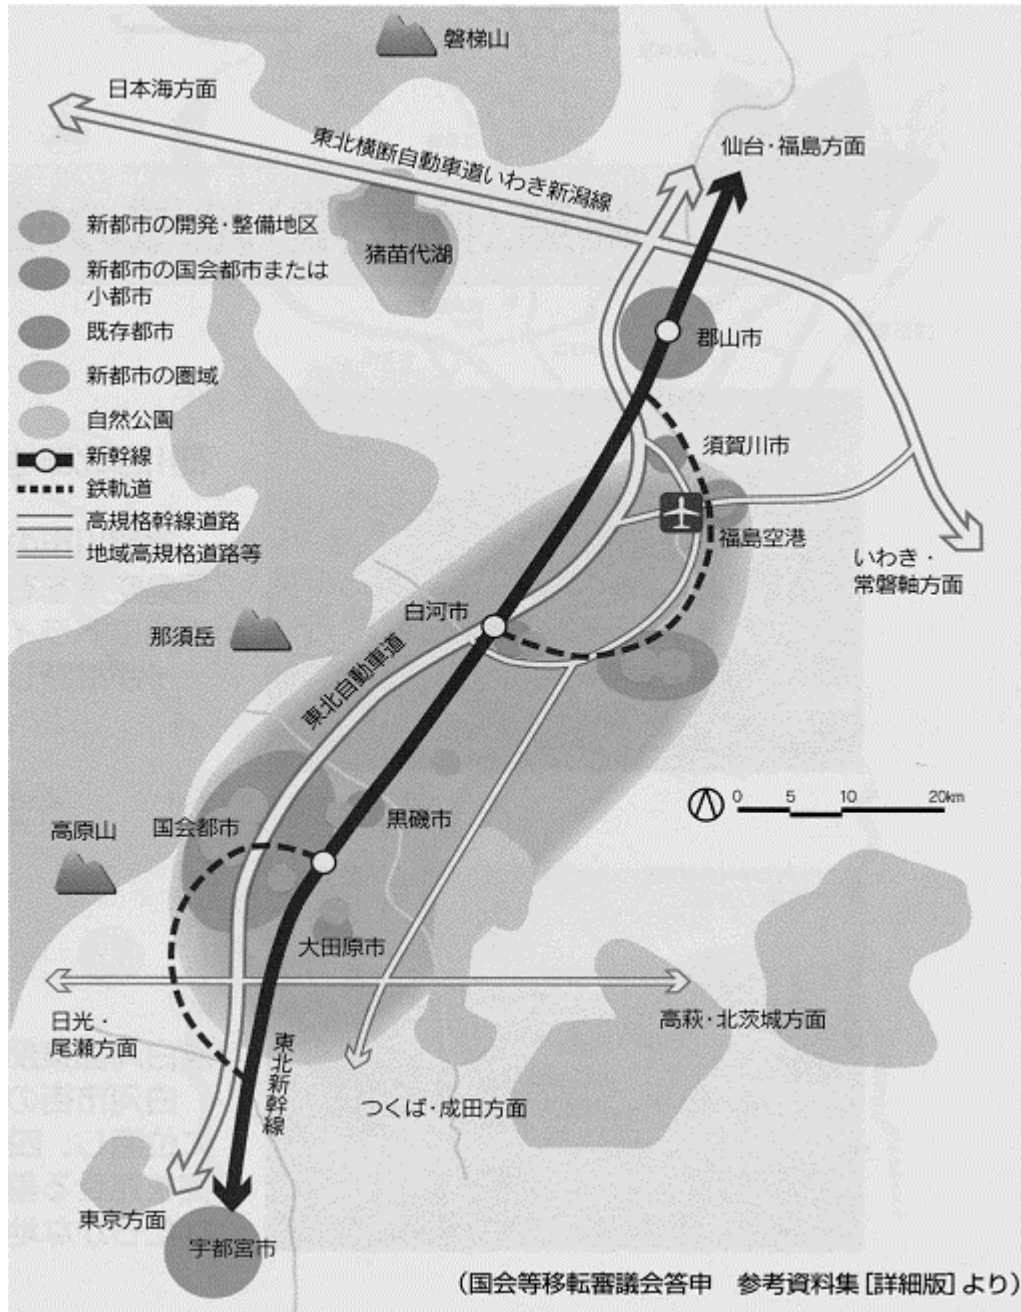 磐梯山
日本海方面
東北横断自動車道いわき新潟線
仙台・福島方面
新都市の開発・整備地区
新都市の国会都市または
小都市
既存都市
新都市の圏域
自然公園
新幹線
鉄軌道
高規格幹線道路
地域高規格道路等
猪苗代湖
郡山市
須賀川市
福島空港
いわき・
常磐軸方面
白河市
那須岳
東北自動車道
0 5 10 20km
黒磯市
国会都市
高原山
大田原市
日光・
尾瀬方面
高萩・北茨城方面
東北新幹線
つくば・成田方面
東京方面
宇都宮市
（国会等移転審議会答申　参考資料集［詳細版］より）